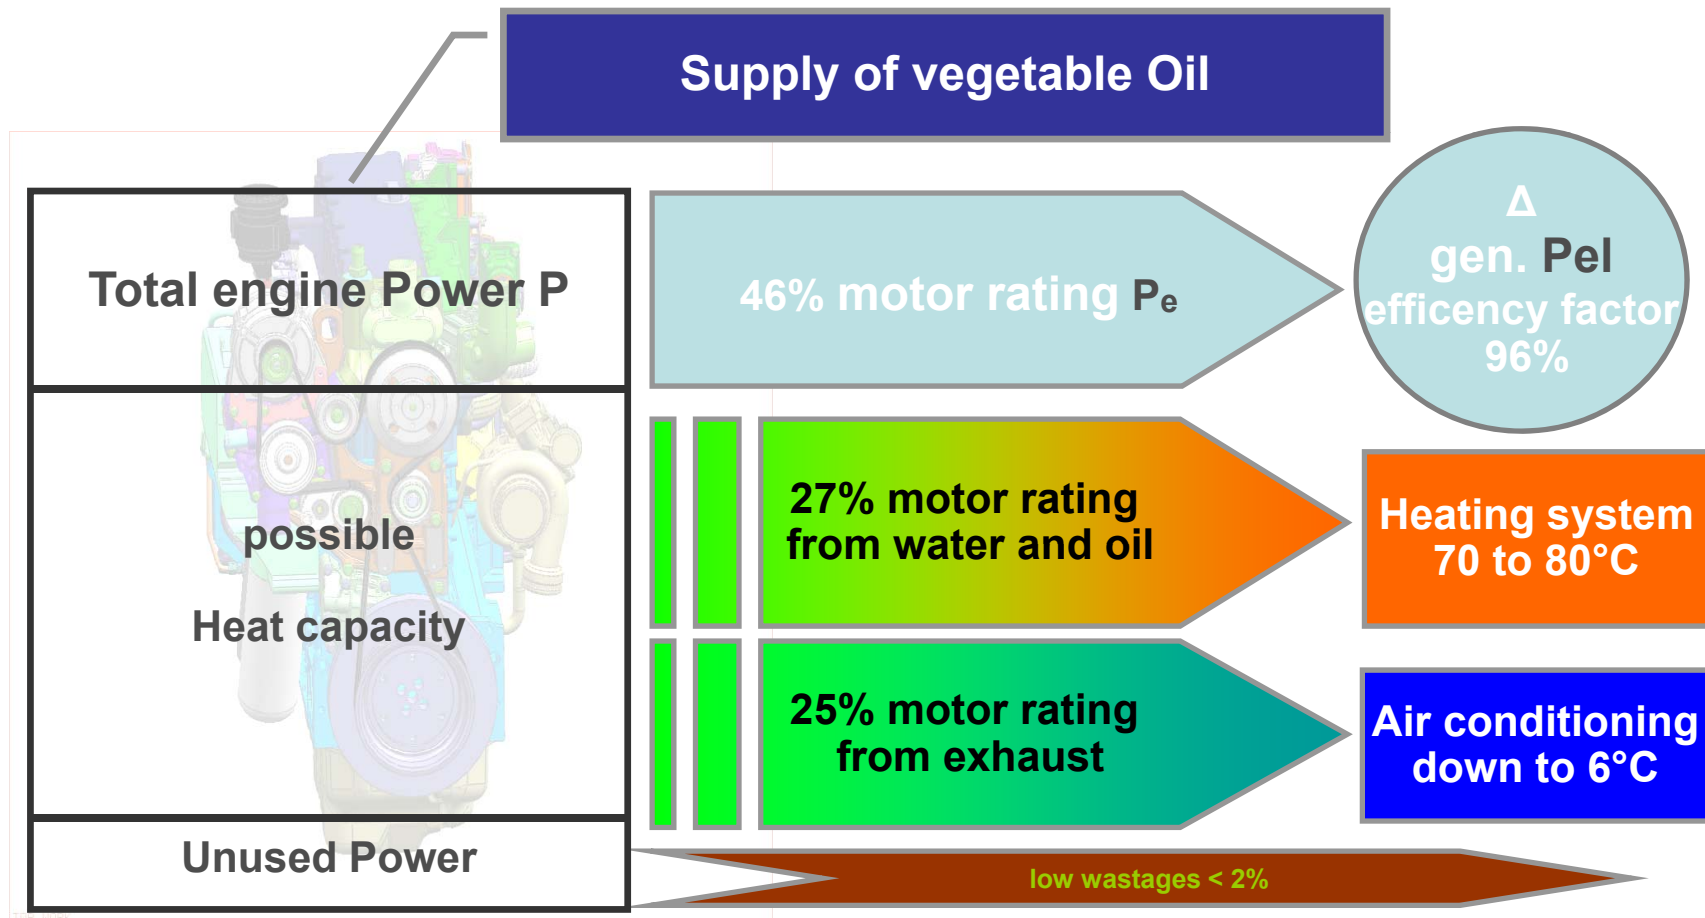 Supply of vegetable Oil
Total engine Power P
46% motor rating Pe
Δ
gen. Pel
efficency factor
96%
possible
Heat capacity
27% motor rating
from water and oil
Heating system
70 to 80°C
25% motor rating
from exhaust
Air conditioning
down to 6°C
Unused Power
low wastages < 2%